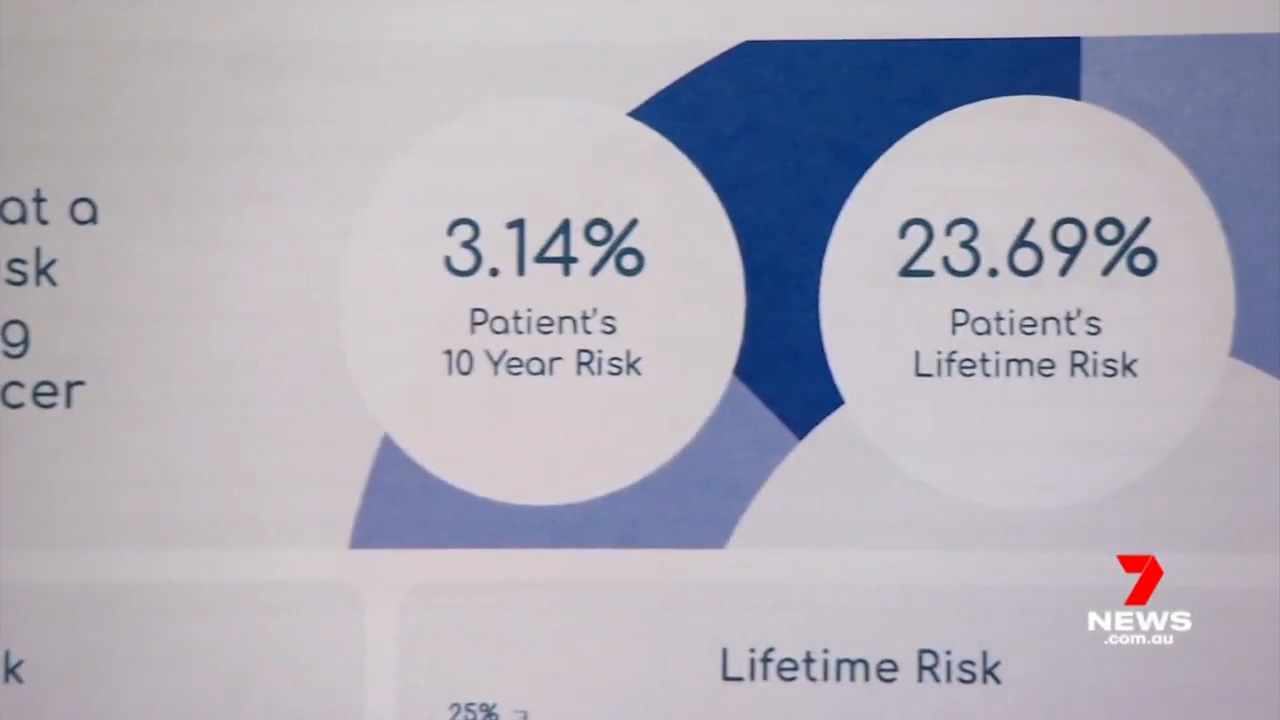 at a
sk
g
cer
3.14%
Patient's
10 Year Risk
23.69%
Patient's
Lifetime Risk
7
NEWS
.com.au
k
Lifetime Risk
25%